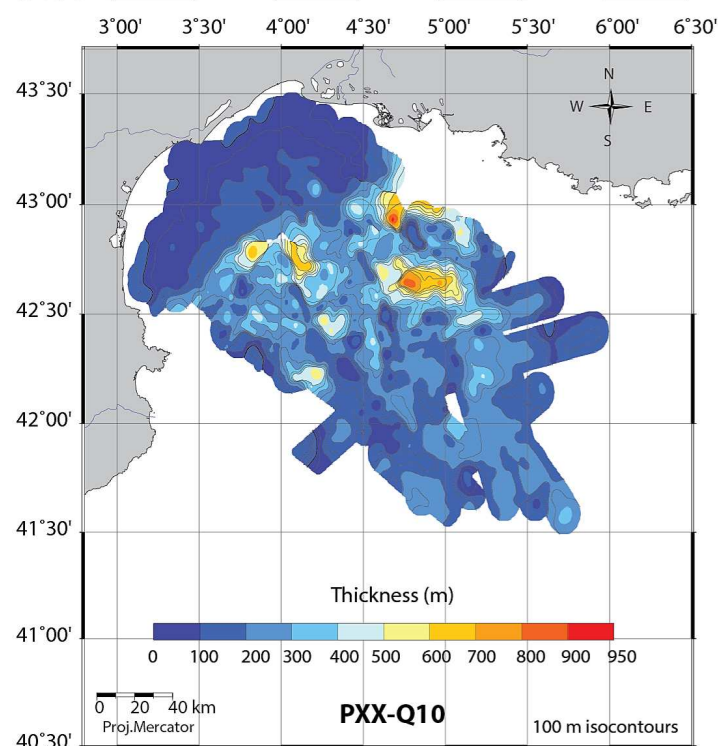 3˚00' 3˚30' 4˚00' 4˚30' 5˚00' 5˚30' 6˚00' 6˚30'
43˚30'
N
W E
S
43˚00'
42˚30'
42˚00'
41˚30'
Thickness (m)
41˚00'
0 100 200 300 400 500 600 700 800 900 950
0 20 40 km
Proj.Mercator
PXX-Q10
100 m isocontours
40˚30'